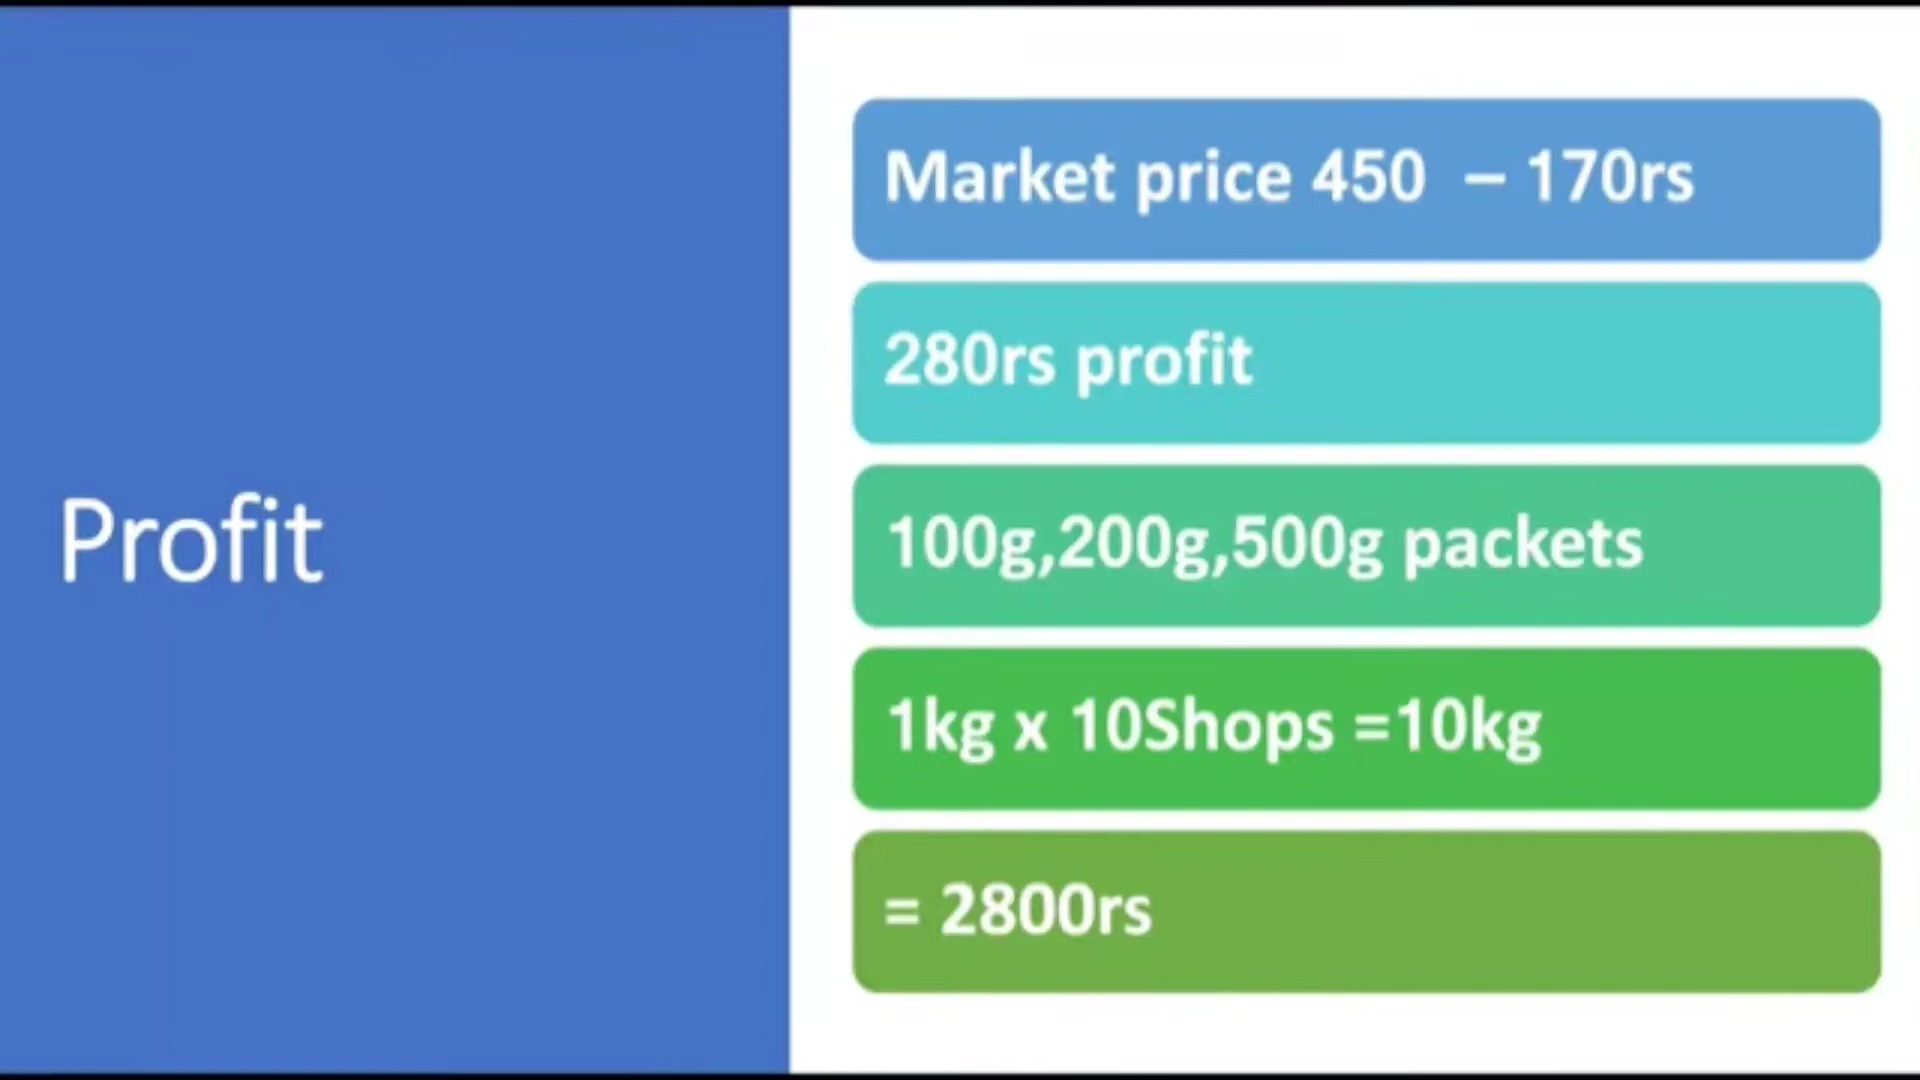 Profit
Market price 450 – 170rs
280rs profit
100g,200g,500g packets
1kg x 10Shops =10kg
= 2800rs